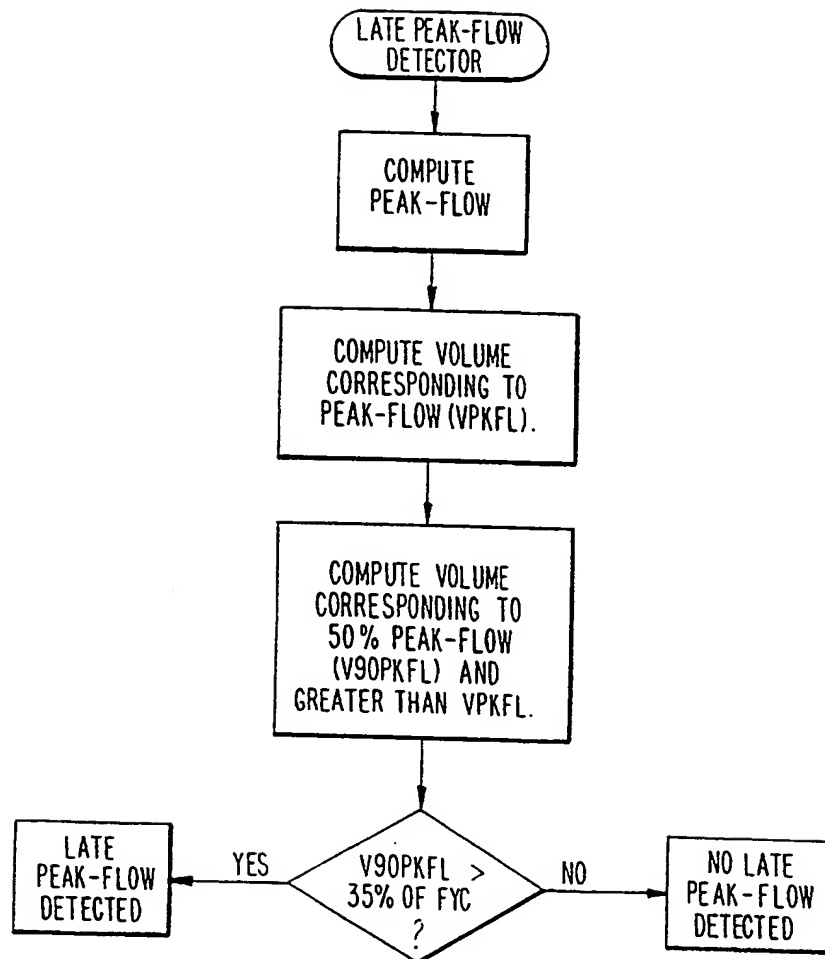 LATE PEAK-FLOW
DETECTOR
COMPUTE
PEAK-FLOW
COMPUTE VOLUME
CORRESPONDING TO
PEAK-FLOW (VPKFL).
COMPUTE VOLUME
CORRESPONDING TO
50% PEAK-FLOW
(V90PKFL) AND
GREATER THAN VPKFL.
V90PKFL >
35% OF FYC
?
YES
LATE
PEAK-FLOW
DETECTED
NO
NO LATE
PEAK-FLOW
DETECTED